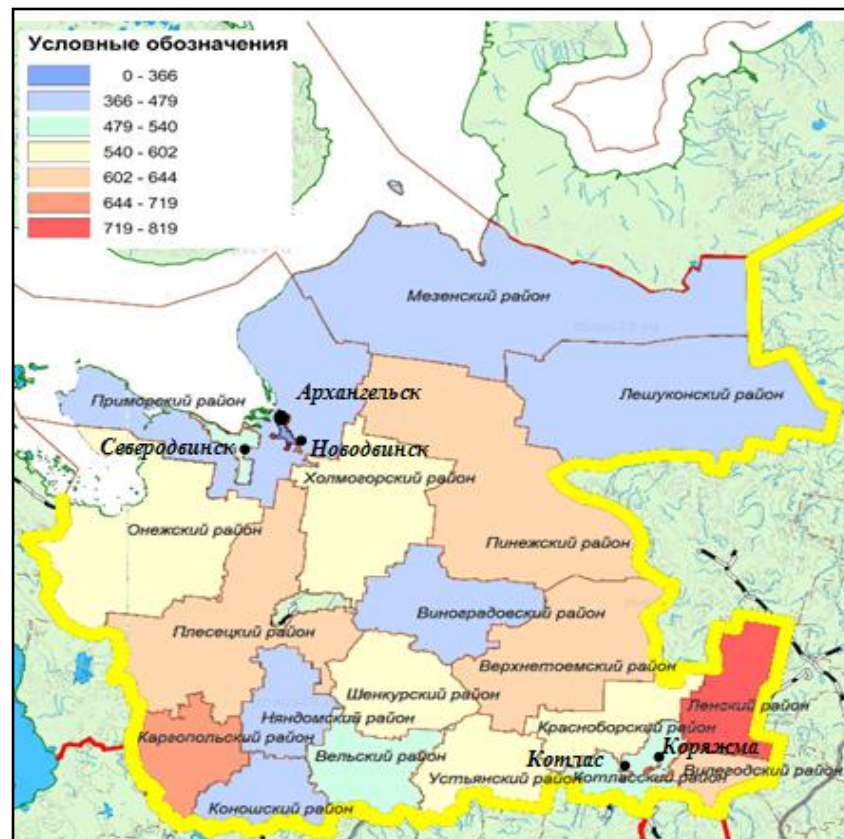 Условные обозначения
0 - 366
366 - 479
479 - 540
540 - 602
602 - 644
644 - 719
719 - 819
Мезенский район
Лешуконский район
Приморский район
Архангельск
Северодвинск
Новодвинск
Холмогорский район
Онежский район
Пинежский район
Виноградовский район
Плесецкий район
Верхнетоемский район
Шенкурский район
Ленский район
Няндомский район
Красноборский район
Каргопольский район
Вельский район
Коряжма
Котлас
Устьянский район
Котласский район
Вилегодский район
Коношский район